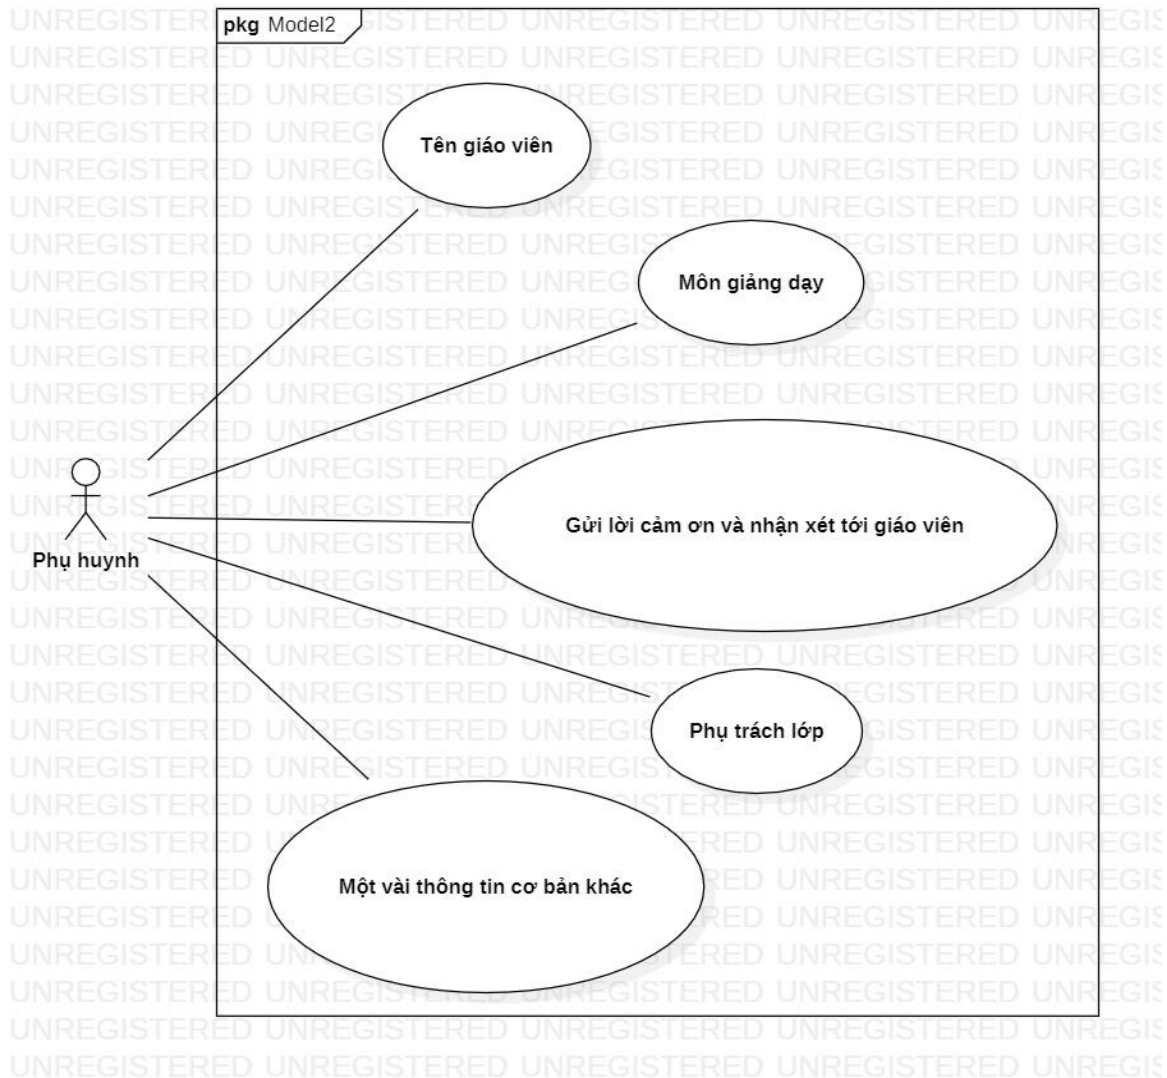 pkg Model2
Tên giáo viên
Môn giảng dạy
Gửi lời cảm ơn và nhận xét tới giáo viên
Phụ huynh
Phụ trách lớp
Một vài thông tin cơ bản khác
UNREGISTERED